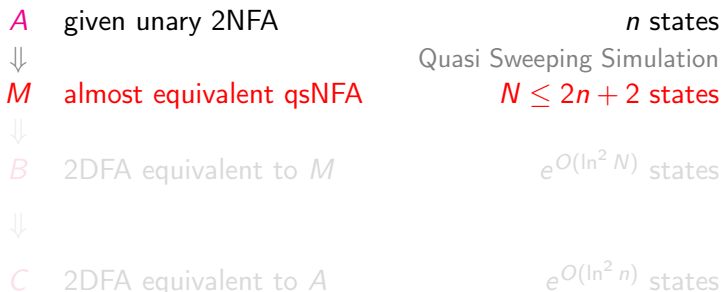 A given unary 2NFA n states
⇓ Quasi Sweeping Simulation
M almost equivalent qsNFA N ≤ 2n + 2 states
⇓
B 2DFA equivalent to M e^{O(ln² N)} states
⇓
C 2DFA equivalent to A e^{O(ln² n)} states